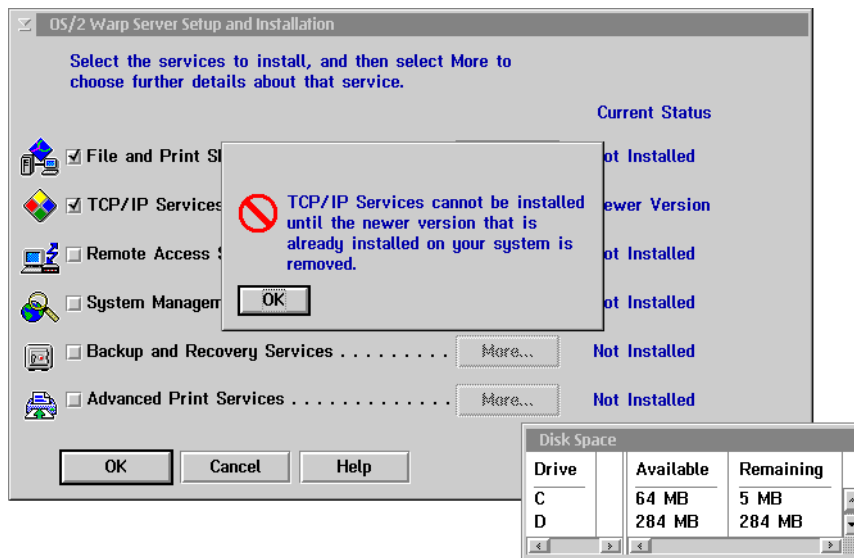 OS/2 Warp Server Setup and Installation
Select the services to install, and then select More to
choose further details about that service.
Current Status
File and Print S
ot Installed
TCP/IP Services
ewer Version
Remote Access
ot Installed
System Managem
ot Installed
Backup and Recovery Services . . . . . . . . . More... Not Installed
Advanced Print Services . . . . . . . . . . . . . More... Not Installed
OK Cancel Help
TCP/IP Services cannot be installed
until the newer version that is
already installed on your system is
removed.
OK
Disk Space
Drive Available Remaining
C 64 MB 5 MB
D 284 MB 284 MB